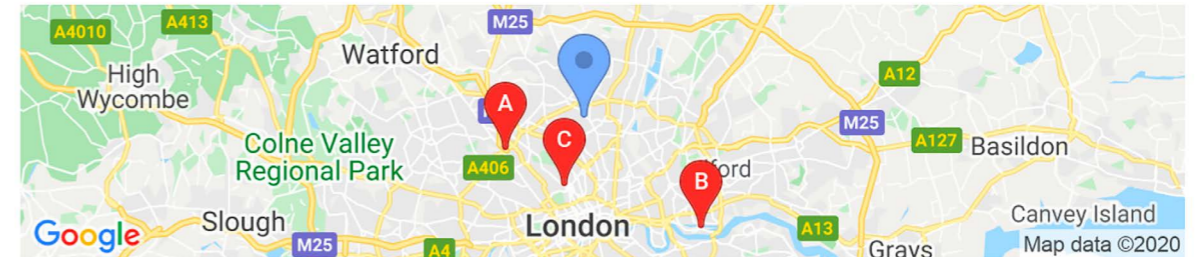 A4010
A413
M25
Watford
A12
High
Wycombe
A
M25
Colne Valley
Regional Park
C
A127
Basildon
A406
B
ford
Slough
London
Canvey Island
A13
Google
M25
A4
Grays
Map data ©2020